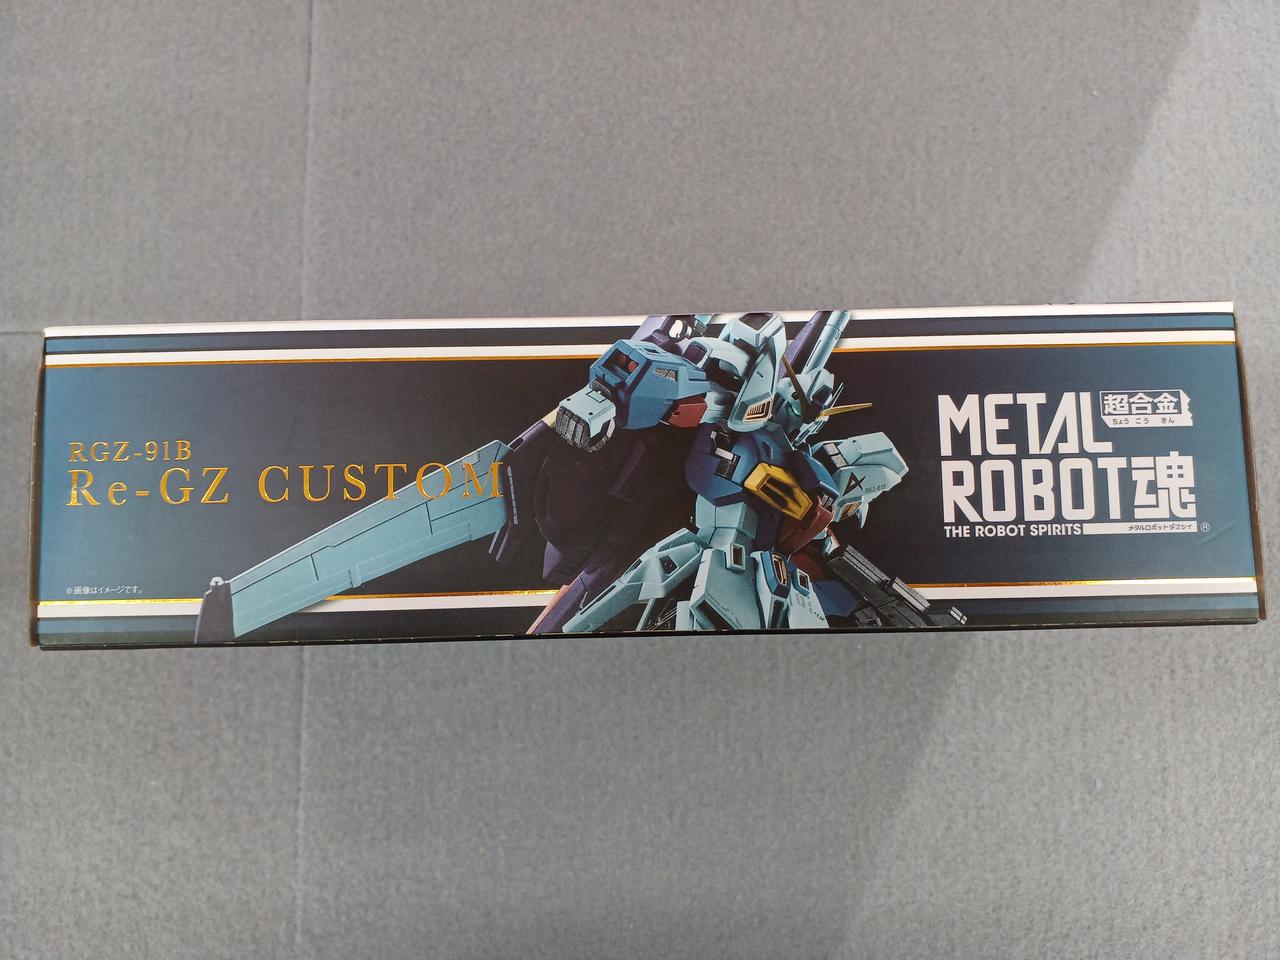 RGZ-91B
Re-GZ CUSTOM
※画像はイメージです。
METAL
超合金
ちょう ごう きん
ROBOT魂
THE ROBOT SPIRITS
メタルロボットダマシイ
®
RGZ-91B